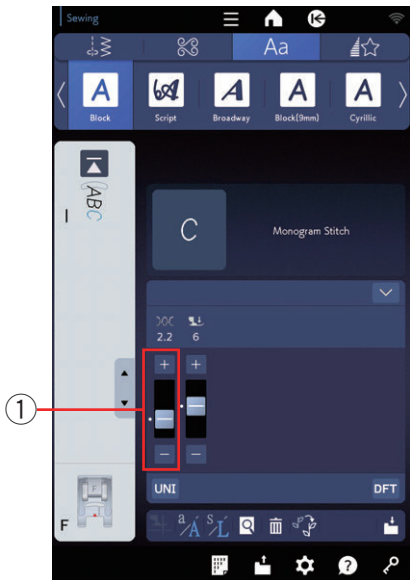 Sewing
Aa
A A A A A
Block Script Broadway Block(9mm) Cyrillic
ABC
I
C Monogram Stitch
2.2 6
+ +
①
- -
UNI DFT
F
F a/A S/L
?